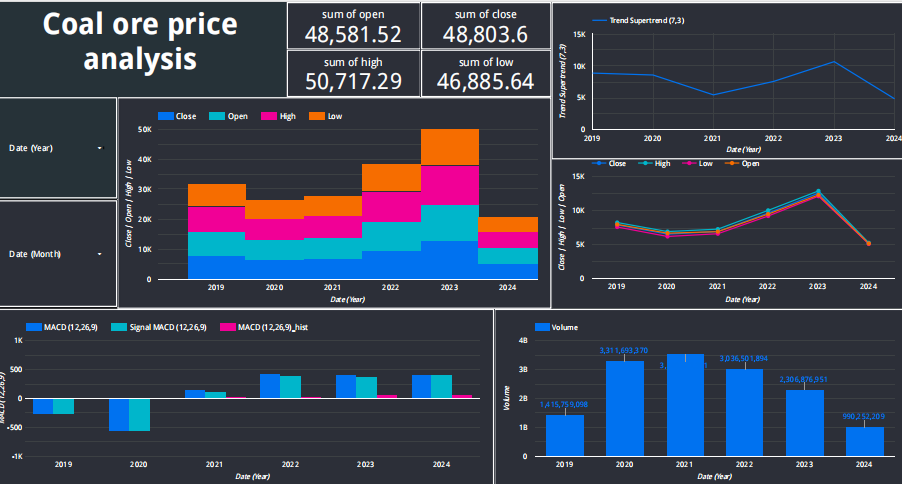 Coal ore price
analysis
sum of open
48,581.52
sum of close
48,803.6
sum of high
50,717.29
sum of low
46,885.64
Trend Supertrend (7,3)
Trend Supertrend (7,3)
15K
10K
5K
0
2019 2020 2021 2022 2023 2024
Date (Year)
Date (Year)
Date (Month)
Close Open High Low
Close | Open | High | Low
50K
40K
30K
20K
10K
0
2019 2020 2021 2022 2023 2024
Date (Year)
Close High Low Open
Close | High | Low | Open
15K
10K
5K
0
2019 2020 2021 2022 2023 2024
Date (Year)
MACD (12,26,9) Signal MACD (12,26,9) MACD (12,26,9)_hist
MACD (12,26,9)
1K
500
0
-500
-1K
2019 2020 2021 2022 2023 2024
Date (Year)
Volume
Volume
4B
3B
2B
1B
0
1,415,759,098
3,311,693,370
3,036,501,894
2,306,876,951
990,252,209
2019 2020 2021 2022 2023 2024
Date (Year)